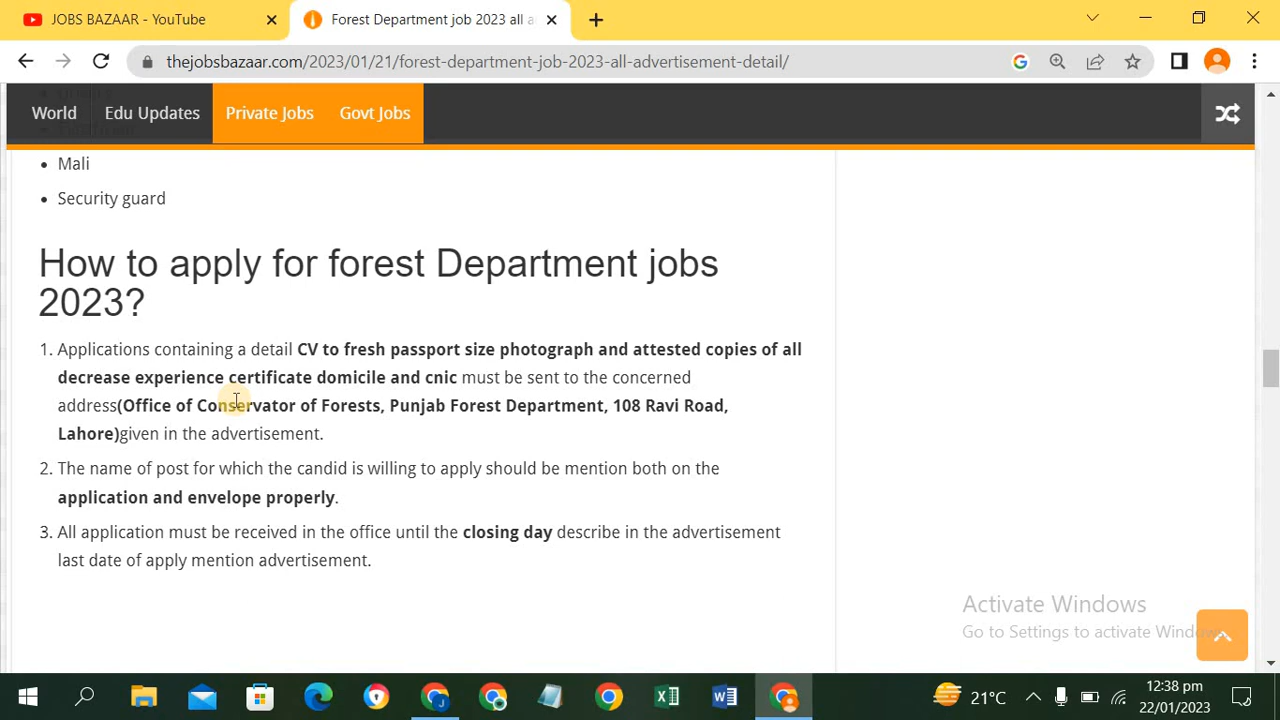 JOBS BAZAAR - YouTube
Forest Department job 2023 all a
thejobsbazaar.com/2023/01/21/forest-department-job-2023-all-advertisement-detail/
World Edu Updates Private Jobs Govt Jobs
Mali
Security guard
How to apply for forest Department jobs
2023?
1. Applications containing a detail CV to fresh passport size photograph and attested copies of all
decrease experience certificate domicile and cnic must be sent to the concerned
address(Office of Conservator of Forests, Punjab Forest Department, 108 Ravi Road,
Lahore)given in the advertisement.
2. The name of post for which the candid is willing to apply should be mention both on the
application and envelope properly.
3. All application must be received in the office until the closing day describe in the advertisement
last date of apply mention advertisement.
Activate Windows
Go to Settings to activate Windows
21°C
12:38 pm
22/01/2023